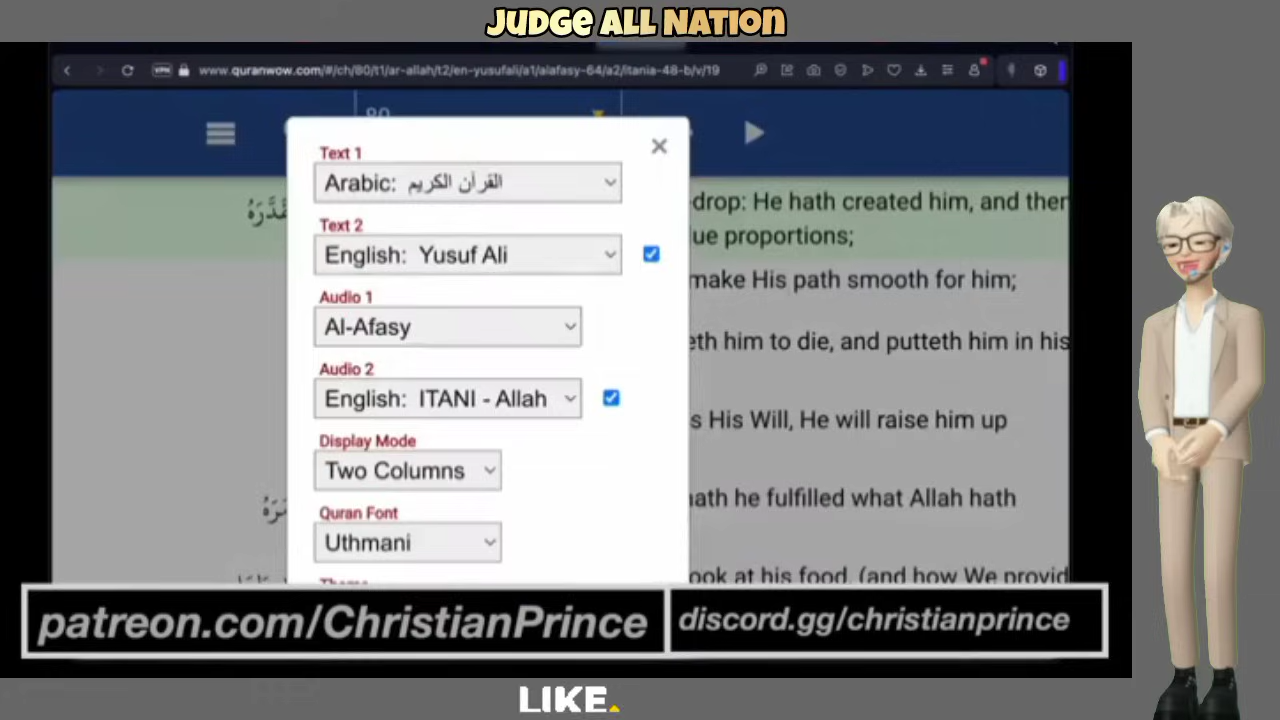 JUDGE ALL NATION
www.quranwow.com/#/ch/80/t1/ar-allah/t2/en-yusufali/a1/alafasy-64/a2/itania-48-b/v/19
80
Text 1
Arabic: القرآن الكريم
Text 2
English: Yusuf Ali
Audio 1
Al-Afasy
Audio 2
English: ITANI - Allah
Display Mode
Two Columns
Quran Font
Uthmani
drop: He hath created him, and then
proportions;
make His path smooth for him;
him to die, and putteth him in his
His Will, He will raise him up
hath he fulfilled what Allah hath
look at his food, (and how We provid
patreon.com/ChristianPrince
discord.gg/christianprince
LIKE.